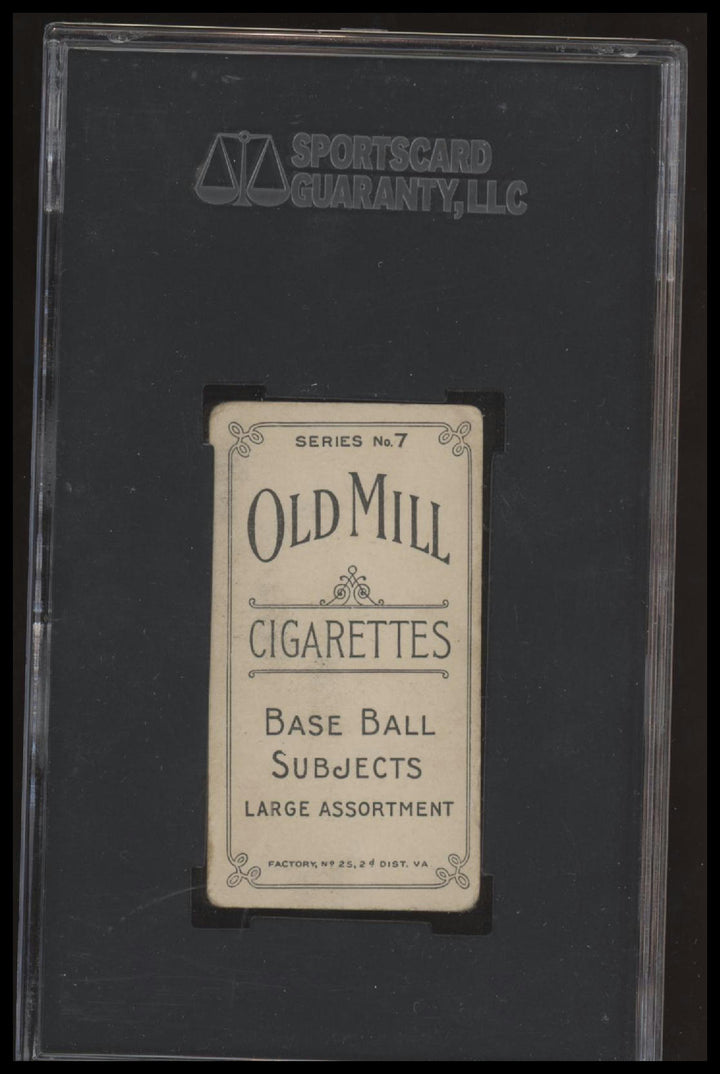 SPORTSCARD
GUARANTY, LLC
SERIES No. 7
OLD MILL
CIGARETTES
BASE BALL
SUBJECTS
LARGE ASSORTMENT
FACTORY, Nº 25, 2d DIST. VA